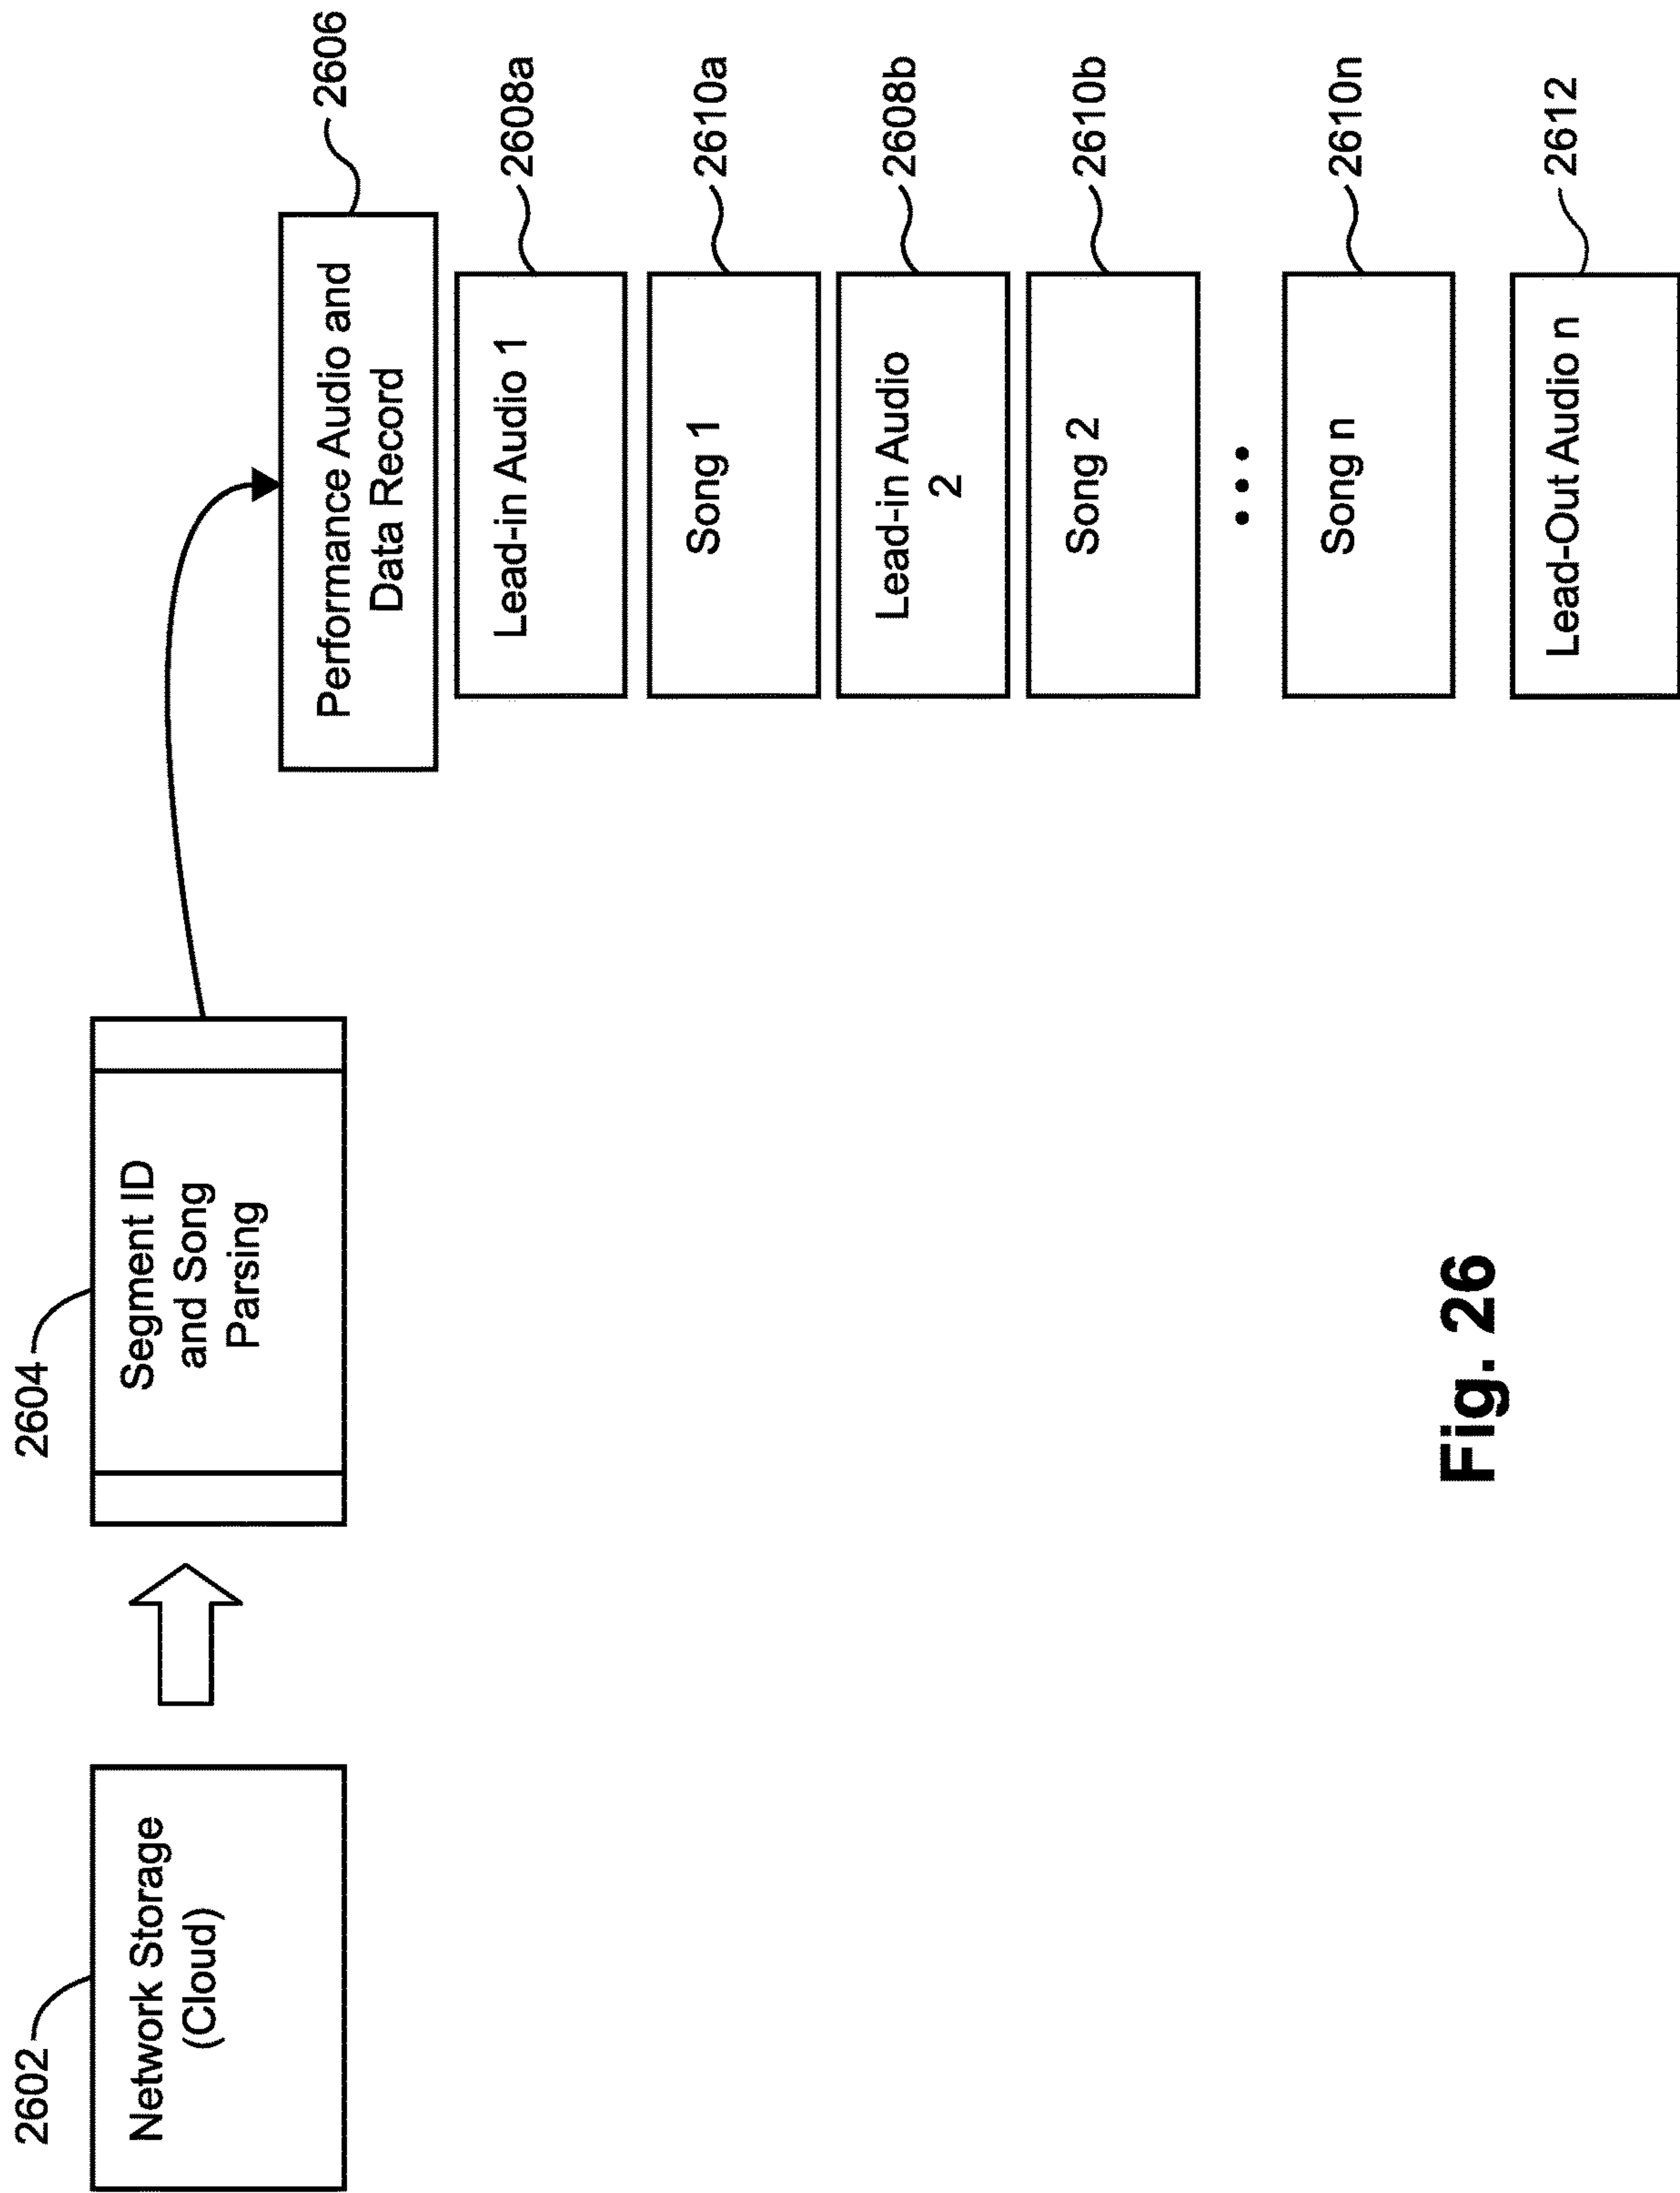 2602
Network Storage
(Cloud)
2604
Segment ID
and Song
Parsing
2606
Performance Audio and
Data Record
2608a
Lead-in Audio 1
2610a
Song 1
2608b
Lead-in Audio
2
2610b
Song 2
2610n
Song n
2612
Lead-Out Audio n
Fig. 26